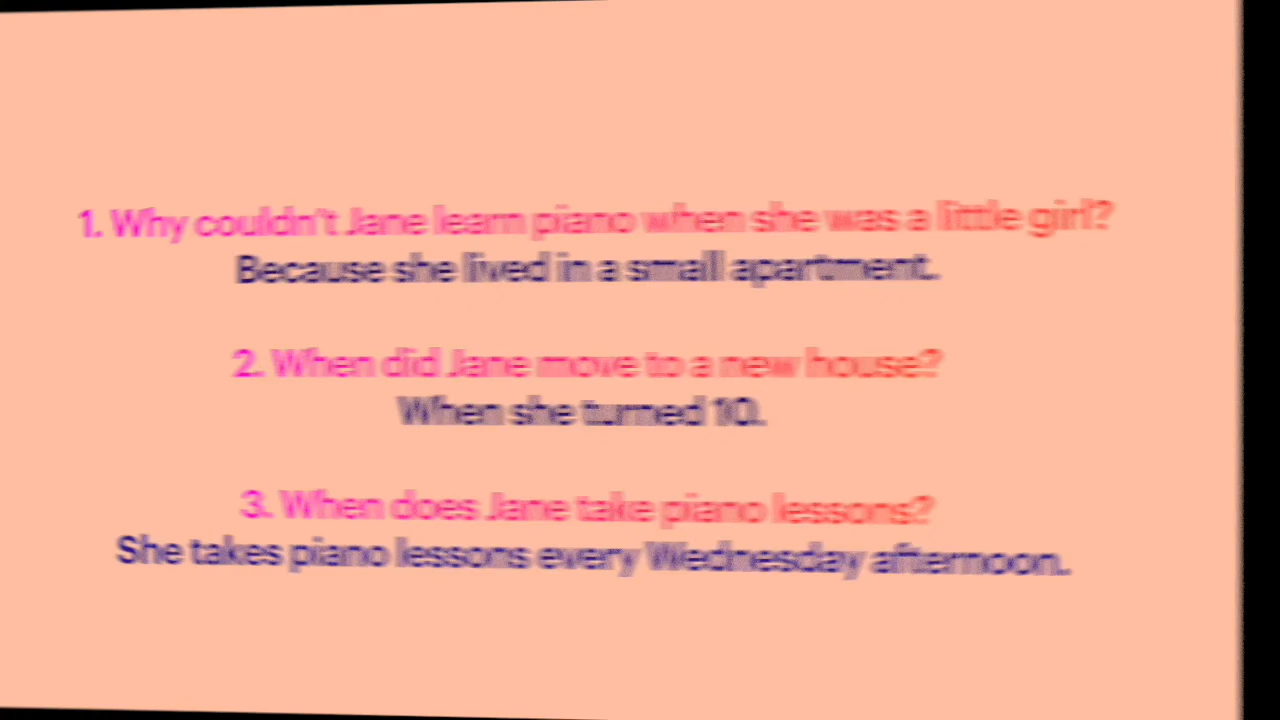 1. Why couldn't Jane learn piano when she was a little girl?
Because she lived in a small apartment.
2. When did Jane move to a new house?
When she turned 10.
3. When does Jane take piano lessons?
She takes piano lessons every Wednesday afternoon.